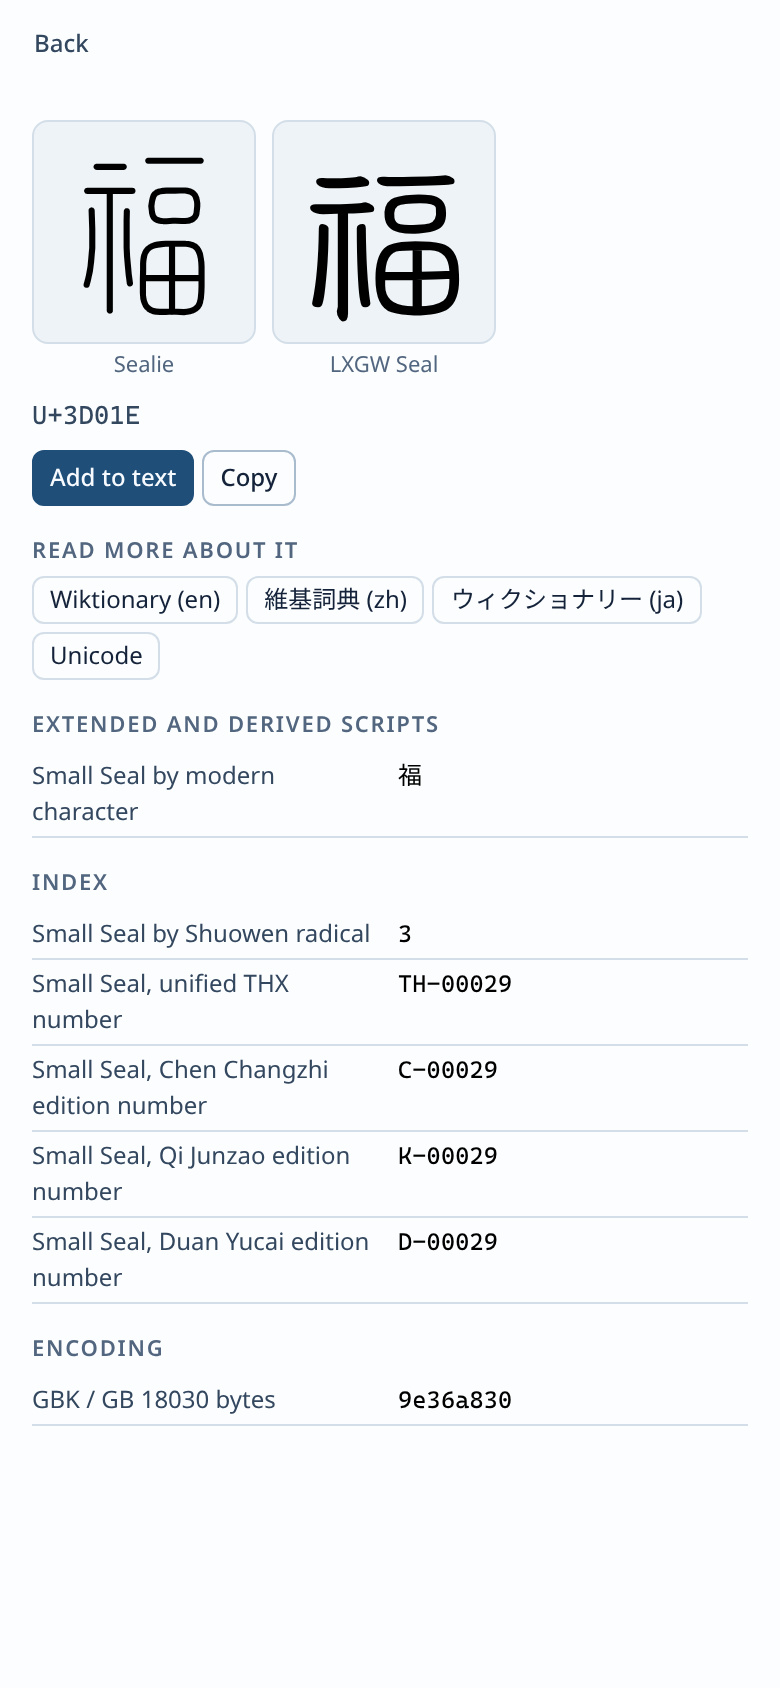 Back
福 福
Sealie LXGW Seal
U+3D01E
Add to text Copy
READ MORE ABOUT IT
Wiktionary (en) 維基詞典 (zh) ウィクショナリー (ja)
Unicode
EXTENDED AND DERIVED SCRIPTS
Small Seal by modern character 福
INDEX
Small Seal by Shuowen radical 3
Small Seal, unified THX number TH-00029
Small Seal, Chen Changzhi edition number C-00029
Small Seal, Qi Junzao edition number K-00029
Small Seal, Duan Yucai edition number D-00029
ENCODING
GBK / GB 18030 bytes 9e36a830